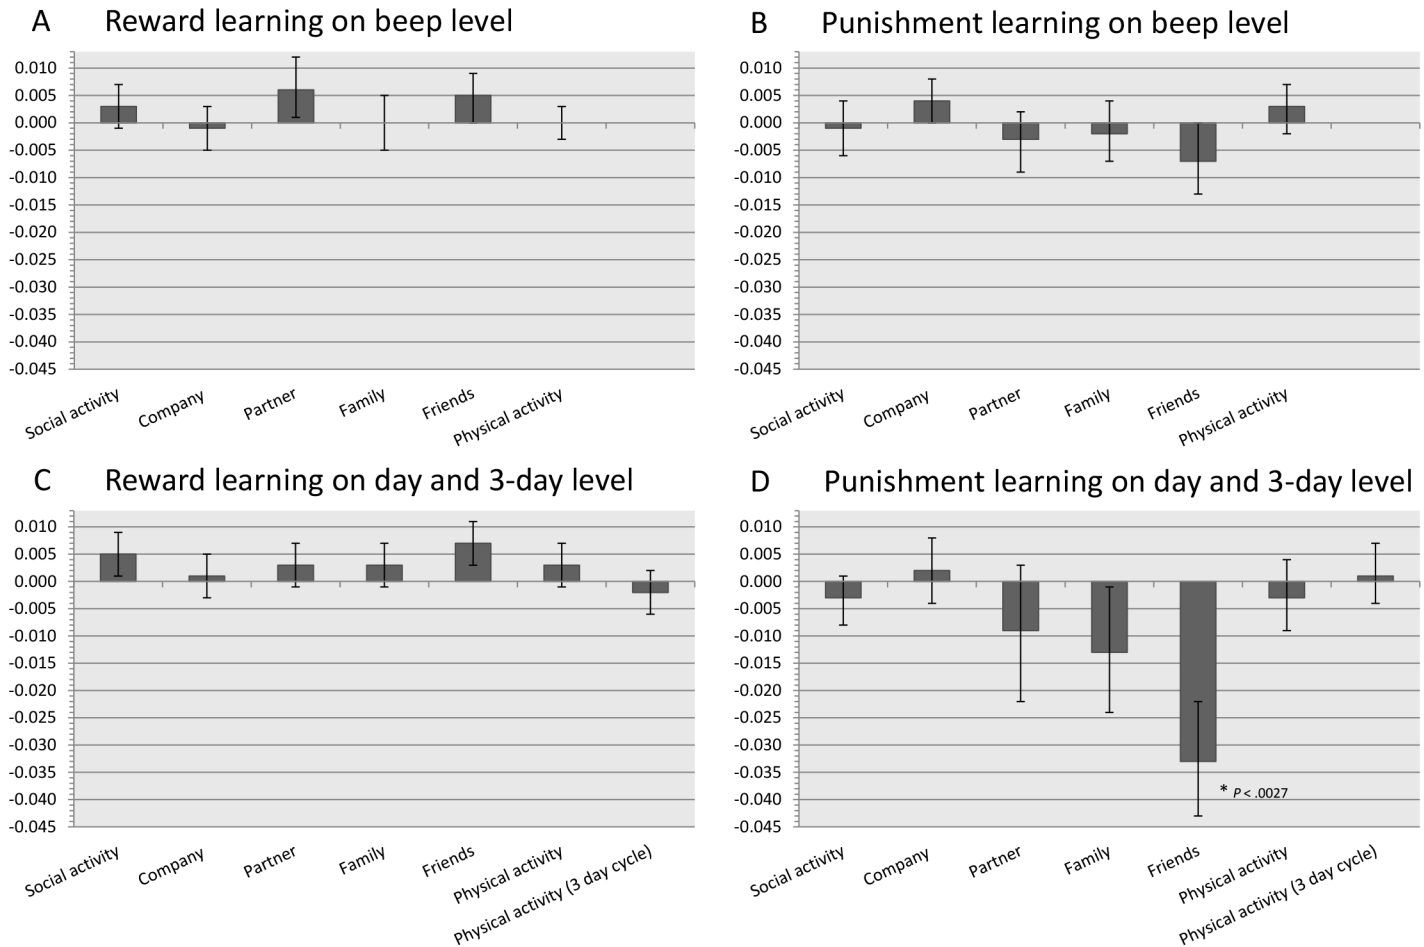 A Reward learning on beep level
0.010
0.005
0.000
-0.005
-0.010
-0.015
-0.020
-0.025
-0.030
-0.035
-0.040
-0.045
Social activity
Company
Partner
Family
Friends
Physical activity
B Punishment learning on beep level
0.010
0.005
0.000
-0.005
-0.010
-0.015
-0.020
-0.025
-0.030
-0.035
-0.040
-0.045
Social activity
Company
Partner
Family
Friends
Physical activity
C Reward learning on day and 3-day level
0.010
0.005
0.000
-0.005
-0.010
-0.015
-0.020
-0.025
-0.030
-0.035
-0.040
-0.045
Social activity
Company
Partner
Family
Friends
Physical activity
Physical activity (3 day cycle)
D Punishment learning on day and 3-day level
0.010
0.005
0.000
-0.005
-0.010
-0.015
-0.020
-0.025
-0.030
-0.035
-0.040
-0.045
* P < .0027
Social activity
Company
Partner
Family
Friends
Physical activity
Physical activity (3 day cycle)